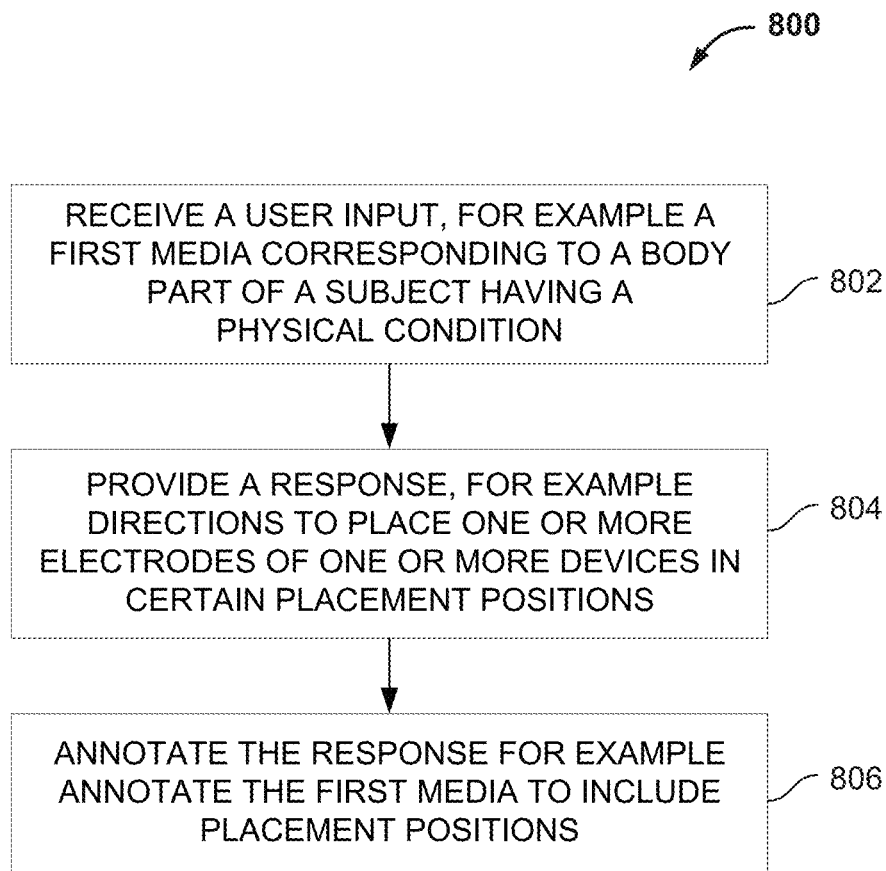 800
RECEIVE A USER INPUT, FOR EXAMPLE A
FIRST MEDIA CORRESPONDING TO A BODY
PART OF A SUBJECT HAVING A
PHYSICAL CONDITION
802
PROVIDE A RESPONSE, FOR EXAMPLE
DIRECTIONS TO PLACE ONE OR MORE
ELECTRODES OF ONE OR MORE DEVICES IN
CERTAIN PLACEMENT POSITIONS
804
ANNOTATE THE RESPONSE FOR EXAMPLE
ANNOTATE THE FIRST MEDIA TO INCLUDE
PLACEMENT POSITIONS
806